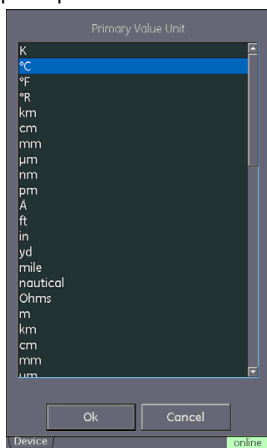 Primary Value Unit
K
°C
°F
°R
km
cm
mm
µm
nm
pm
A
ft
in
yd
mile
nautical
Ohms
m
km
cm
mm
µm
Ok
Cancel
Device
online